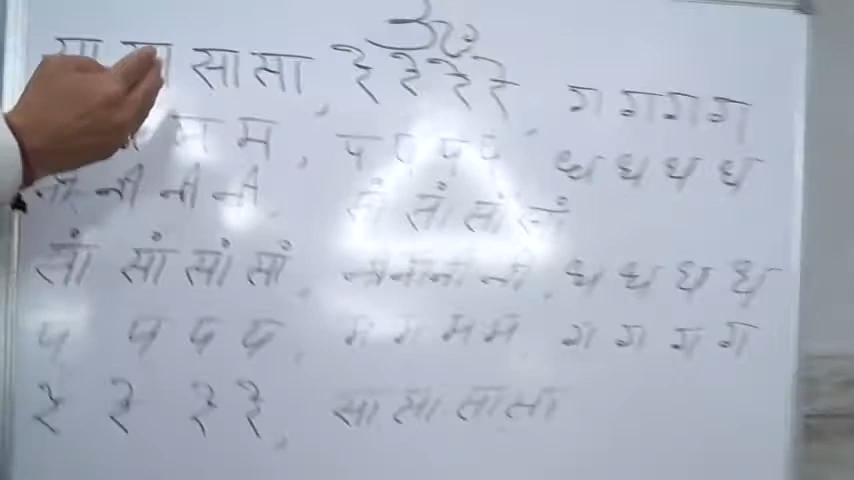 सा सा सा सा, रे रे रे रे, ग ग ग ग
म म, प प प प, ध ध ध ध
नी नी नी नी, सां सां सां सां
सां सां सां सां, नी नी नी नी, ध ध ध ध
प प प प, म म म म, ग ग ग ग
रे रे रे रे, सा सा सा सा